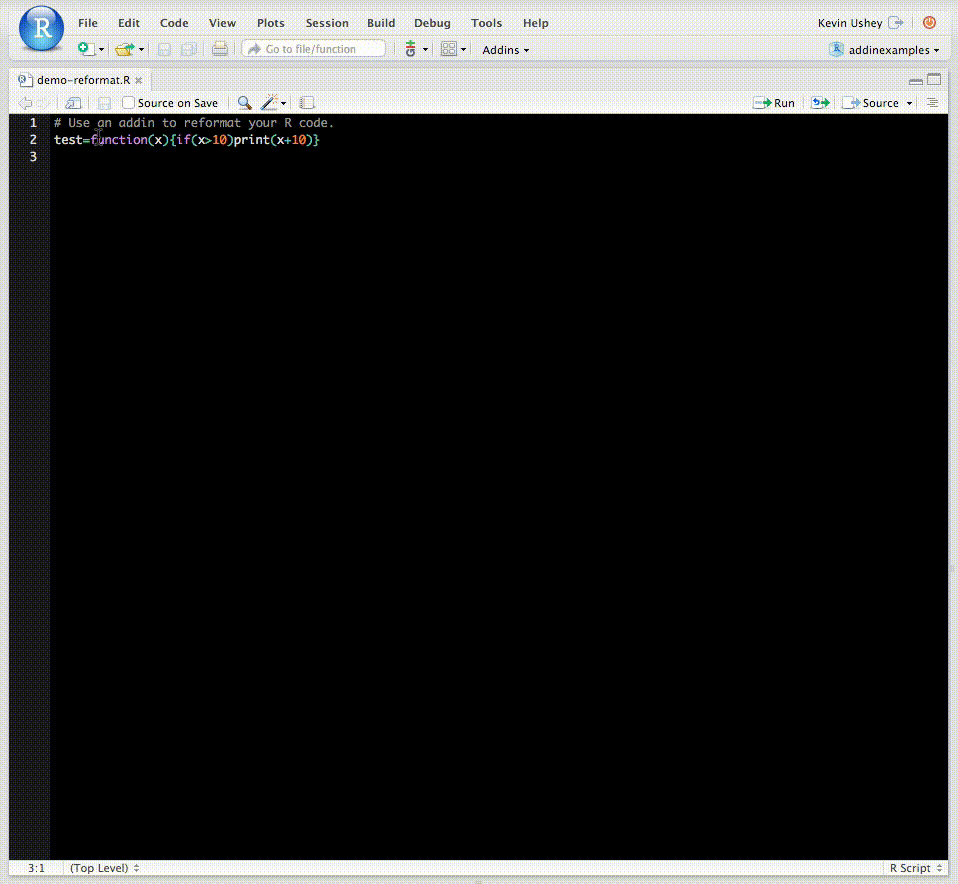 R
File Edit Code View Plots Session Build Debug Tools Help Kevin Ushey
Go to file/function Addins addinexamples
demo-reformat.R
Source on Save Run Source
1 # Use an addin to reformat your R code.
2 test=function(x){if(x>10)print(x+10)}
3
3:1 (Top Level) R Script